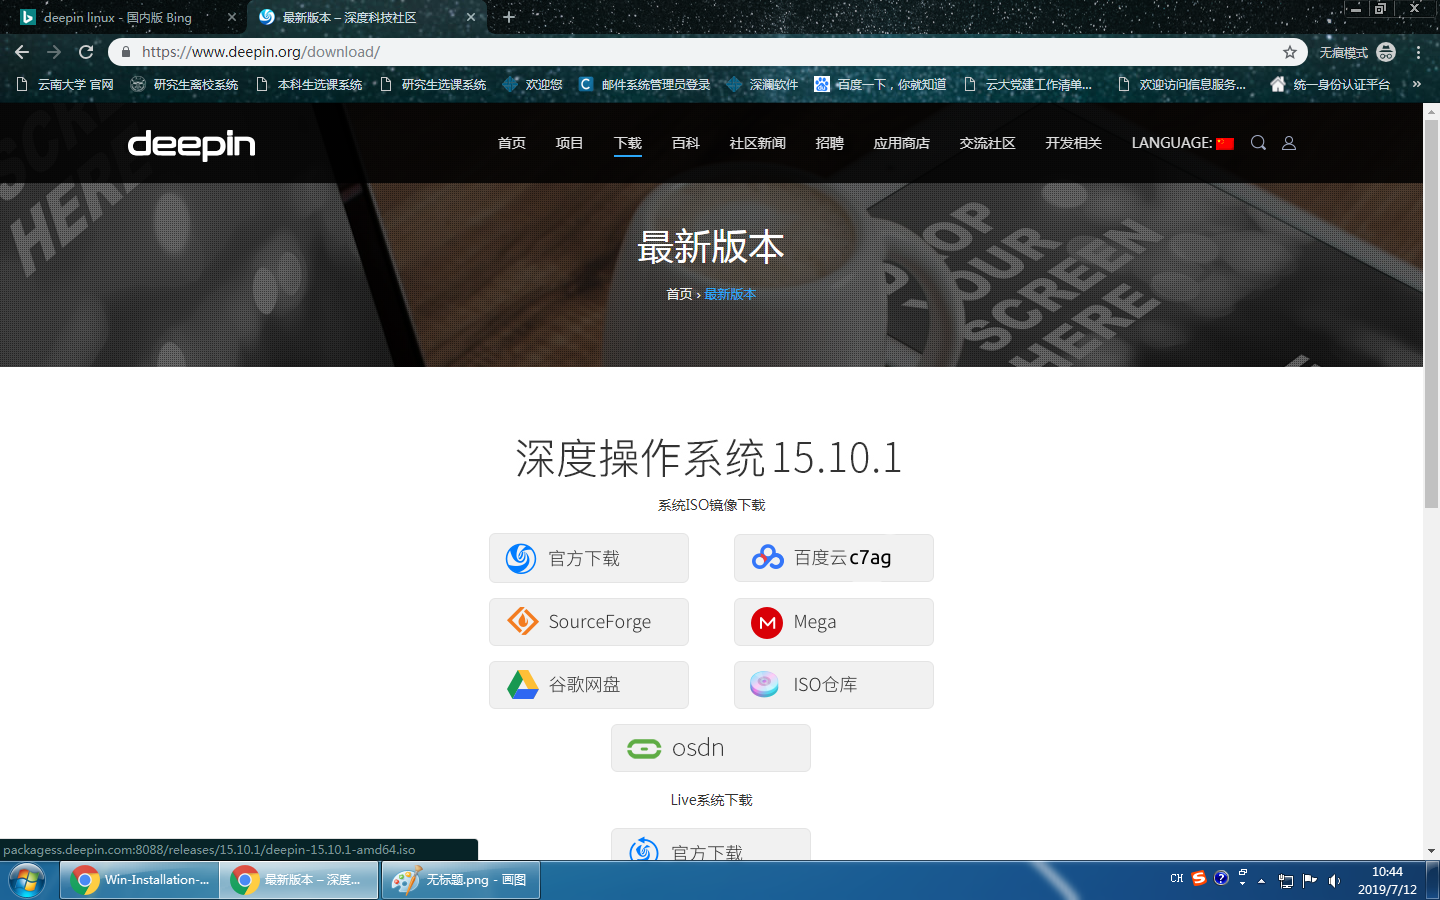 deepin linux - 国内版 Bing
最新版本 – 深度科技社区
https://www.deepin.org/download/
无痕模式
云南大学 官网
研究生离校系统
本科生选课系统
研究生选课系统
欢迎您
邮件系统管理员登录
深澜软件
百度一下，你就知道
云大党建工作清单...
欢迎访问信息服务...
统一身份认证平台
»
deepin
首页 项目 下载 百科 社区新闻 招聘 应用商店 交流社区 开发相关 LANGUAGE:
SCREEN
HERE
TOP
YOUR
SCREEN
HERE
最新版本
首页 › 最新版本
深度操作系统 15.10.1
系统ISO镜像下载
官方下载
百度云 c7ag
SourceForge
Mega
谷歌网盘
ISO仓库
osdn
Live系统下载
官方下载
packagess.deepin.com:8088/releases/15.10.1/deepin-15.10.1-amd64.iso
Win-Installation-...
最新版本 – 深度...
无标题.png - 画图
CH
10:44
2019/7/12